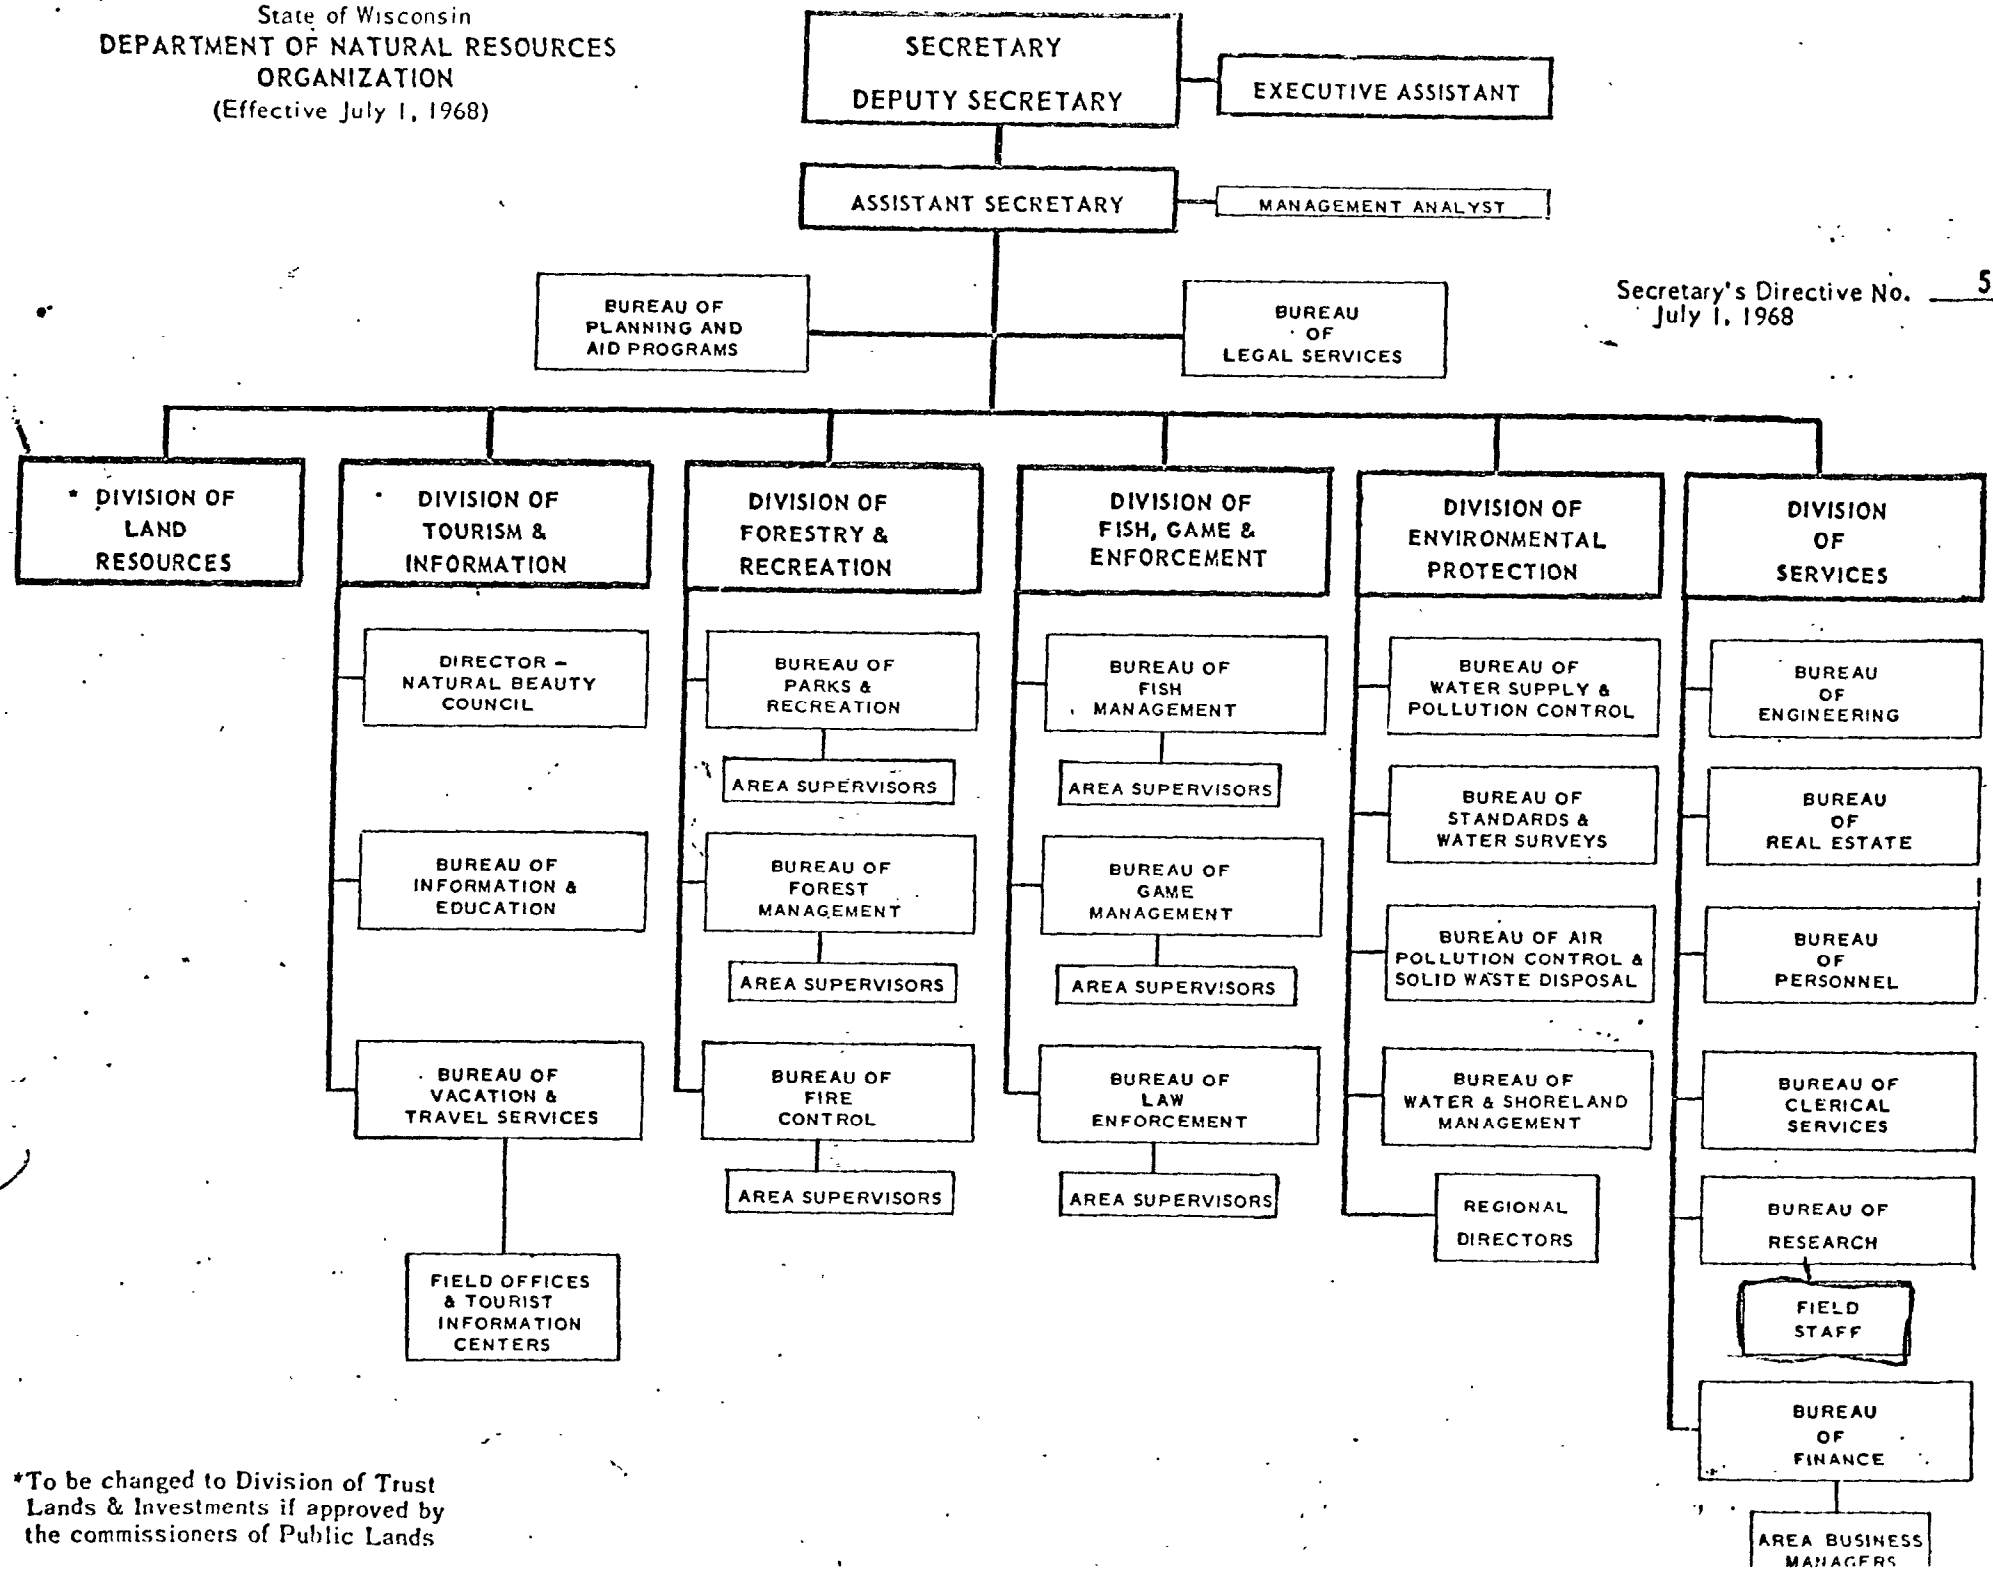 State of Wisconsin
DEPARTMENT OF NATURAL RESOURCES
ORGANIZATION
(Effective July 1, 1968)
SECRETARY
DEPUTY SECRETARY
EXECUTIVE ASSISTANT
ASSISTANT SECRETARY
MANAGEMENT ANALYST
Secretary's Directive No. 5
July 1, 1968
BUREAU OF
PLANNING AND
AID PROGRAMS
BUREAU
OF
LEGAL SERVICES
* DIVISION OF
LAND
RESOURCES
DIVISION OF
TOURISM &
INFORMATION
DIRECTOR –
NATURAL BEAUTY
COUNCIL
BUREAU OF
INFORMATION &
EDUCATION
BUREAU OF
VACATION &
TRAVEL SERVICES
FIELD OFFICES
& TOURIST
INFORMATION
CENTERS
DIVISION OF
FORESTRY &
RECREATION
BUREAU OF
PARKS &
RECREATION
AREA SUPERVISORS
BUREAU OF
FOREST
MANAGEMENT
AREA SUPERVISORS
BUREAU OF
FIRE
CONTROL
AREA SUPERVISORS
DIVISION OF
FISH, GAME &
ENFORCEMENT
BUREAU OF
FISH
MANAGEMENT
AREA SUPERVISORS
BUREAU OF
GAME
MANAGEMENT
AREA SUPERVISORS
BUREAU OF
LAW
ENFORCEMENT
AREA SUPERVISORS
DIVISION OF
ENVIRONMENTAL
PROTECTION
BUREAU OF
WATER SUPPLY &
POLLUTION CONTROL
BUREAU OF
STANDARDS &
WATER SURVEYS
BUREAU OF AIR
POLLUTION CONTROL &
SOLID WASTE DISPOSAL
BUREAU OF
WATER & SHORELAND
MANAGEMENT
REGIONAL
DIRECTORS
DIVISION
OF
SERVICES
BUREAU
OF
ENGINEERING
BUREAU
OF
REAL ESTATE
BUREAU
OF
PERSONNEL
BUREAU OF
CLERICAL
SERVICES
BUREAU OF
RESEARCH
FIELD
STAFF
BUREAU
OF
FINANCE
AREA BUSINESS
MANAGERS
*To be changed to Division of Trust
Lands & Investments if approved by
the commissioners of Public Lands